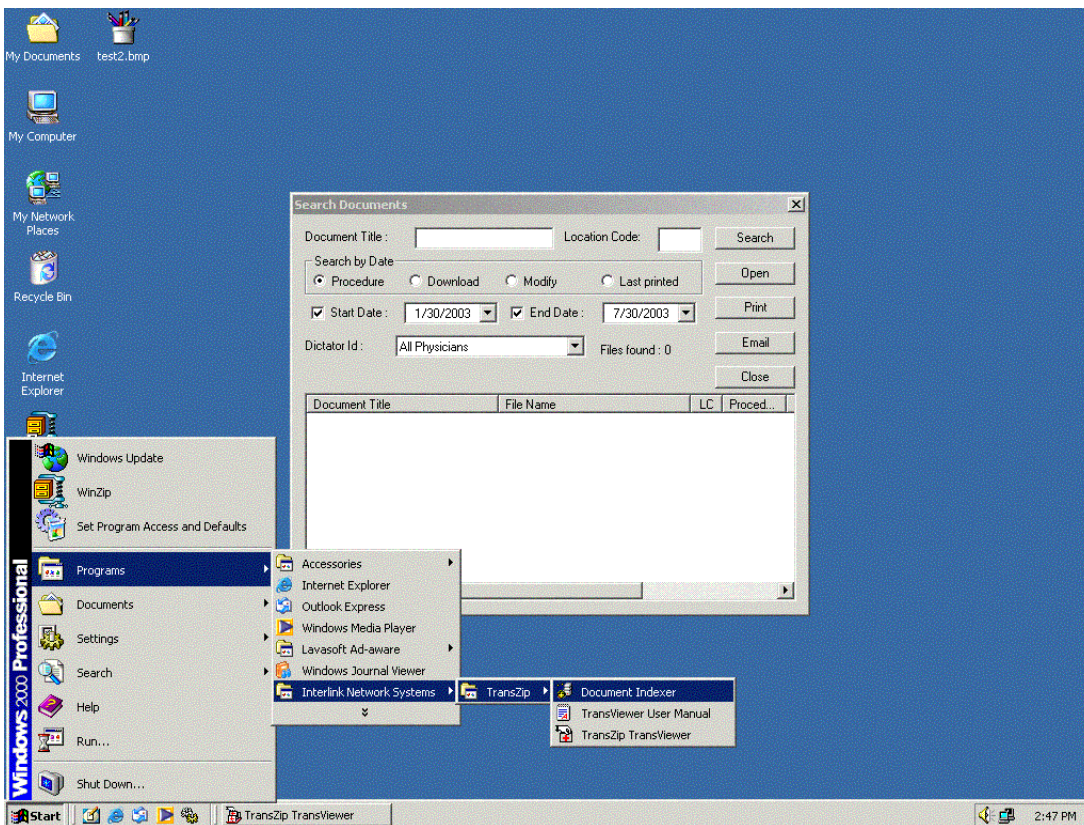 My Documents
test2.bmp
My Computer
My Network
Places
Recycle Bin
Internet
Explorer
Search Documents
Document Title :
Location Code:
Search
Search by Date
Procedure
Download
Modify
Last printed
Open
Start Date :
1/30/2003
End Date :
7/30/2003
Print
Dictator Id :
All Physicians
Files found : 0
Email
Close
Document Title
File Name
LC
Proced...
Windows 2000 Professional
Windows Update
WinZip
Set Program Access and Defaults
Programs
Documents
Settings
Search
Help
Run...
Shut Down...
Accessories
Internet Explorer
Outlook Express
Windows Media Player
Lavasoft Ad-aware
Windows Journal Viewer
Interlink Network Systems
TransZip
Document Indexer
TransViewer User Manual
TransZip TransViewer
Start
TransZip TransViewer
2:47 PM